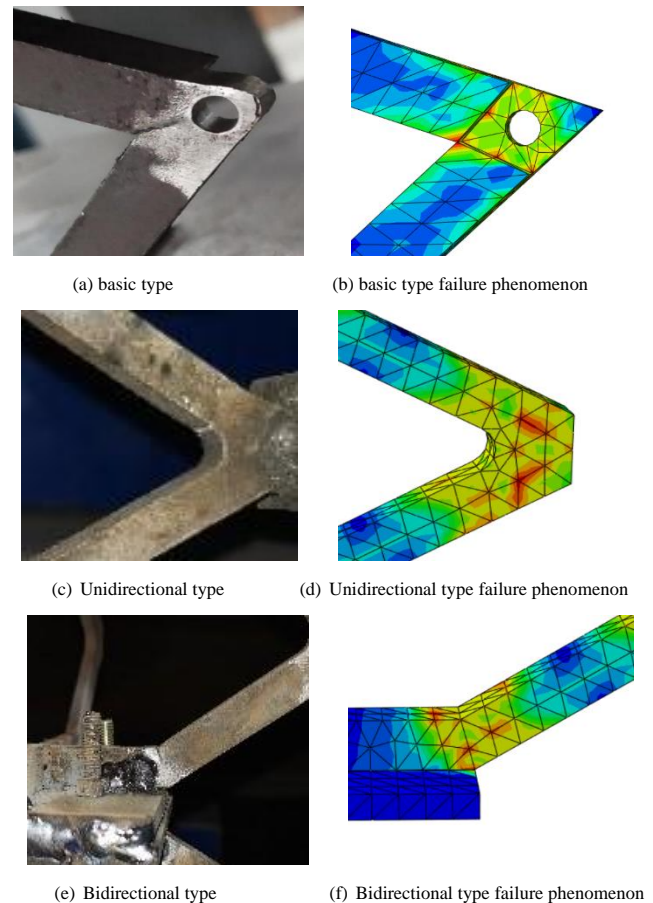 (a) basic type
(b) basic type failure phenomenon
(c) Unidirectional type
(d) Unidirectional type failure phenomenon
(e) Bidirectional type
(f) Bidirectional type failure phenomenon